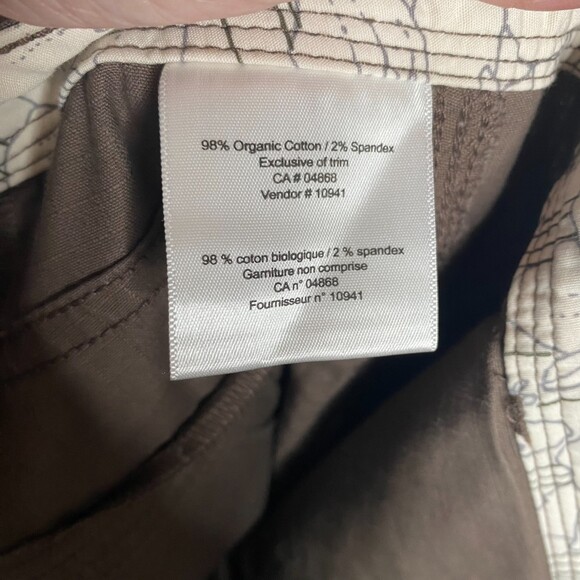 98% Organic Cotton / 2% Spandex
Exclusive of trim
CA # 04868
Vendor # 10941
98 % coton biologique / 2 % spandex
Garniture non comprise
CA n° 04868
Fournisseur n° 10941